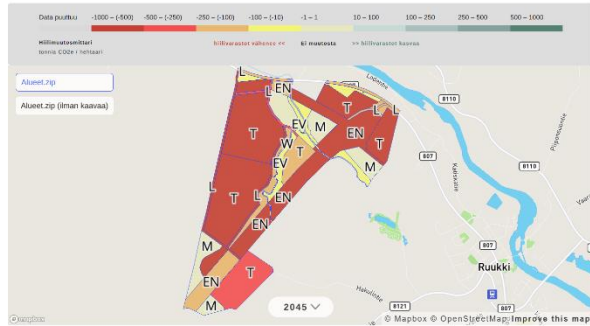 Data puuttuu
-1000 – (-500)
-500 – (-250)
-250 – (-100)
-100 – (-10)
-1 – 1
10 – 100
100 – 250
250 – 500
500 – 1000
Hiilimuutosmittari
tonnia CO2e / hehtaari
hiilivarastot vähenee <<
Ei muutosta
>> hiilivarastot kasvaa
Alueet.zip
Alueet.zip (ilman kaavaa)
L
EN
L
T
L
L
EV
M
EN
T
W
T
EV
M
L
T
L
EN
EN
M
T
EN
M
8110
807
8110
807
8121
Ruukki
2045
mapbox
© Mapbox © OpenStreetMap Improve this map